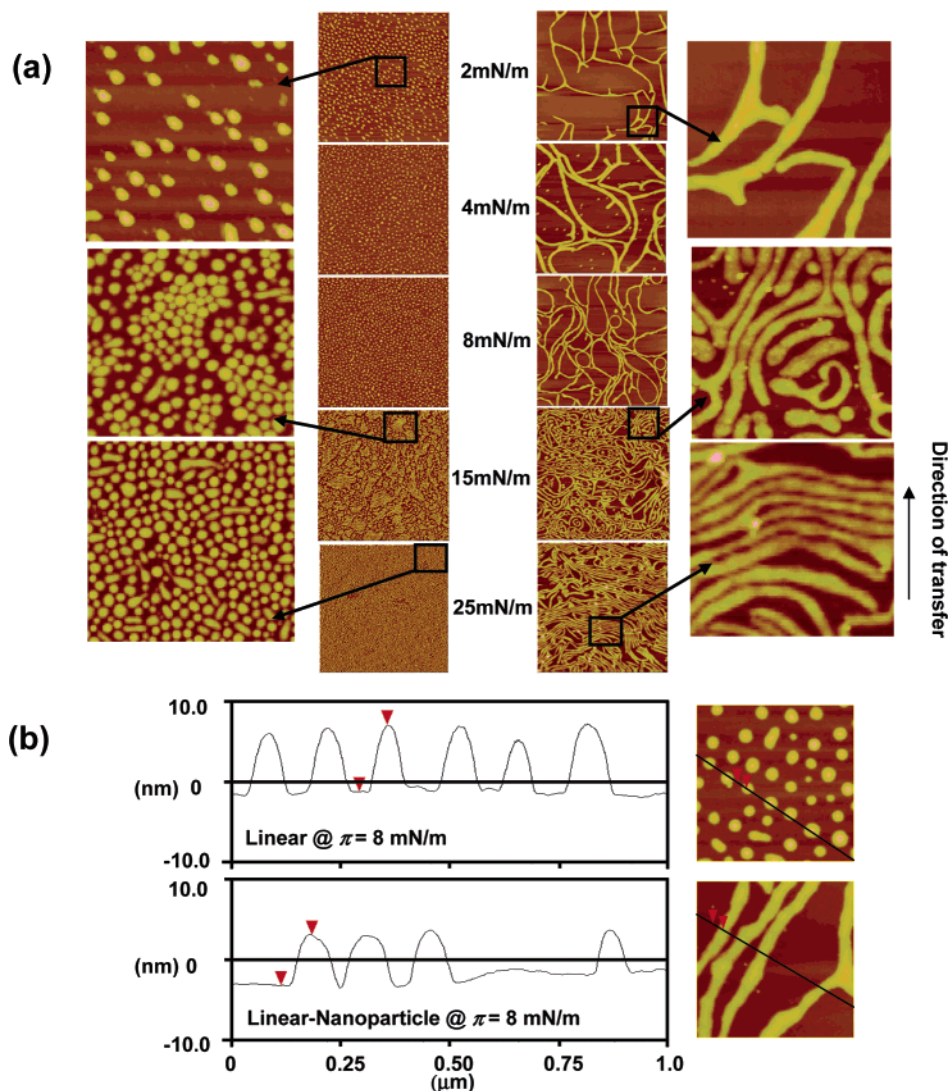 (a)
2mN/m
4mN/m
8mN/m
15mN/m
25mN/m
Direction of transfer
(b)
10.0
(nm) 0
-10.0
Linear @ π = 8 mN/m
10.0
(nm) 0
-10.0
Linear-Nanoparticle @ π = 8 mN/m
0 0.25 0.50 0.75 1.0
(μm)